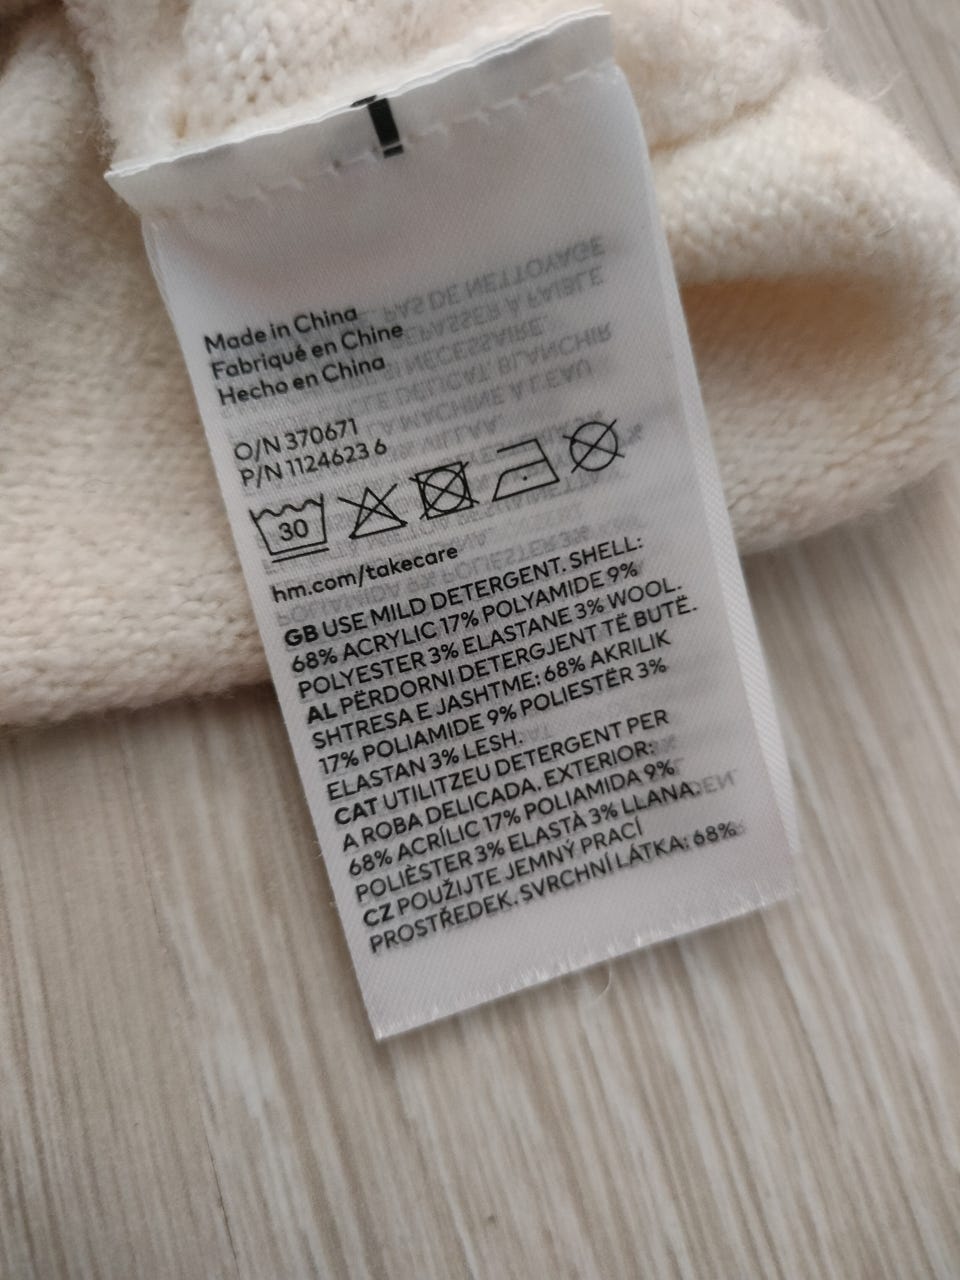 Made in China
Fabriqué en Chine
Hecho en China
O/N 370671
P/N 1124623 6
30
hm.com/takecare
GB USE MILD DETERGENT. SHELL:
68% ACRYLIC 17% POLYAMIDE 9%
POLYESTER 3% ELASTANE 3% WOOL.
AL PËRDORNI DETERGJENT TË BUTË.
SHTRESA E JASHTME: 68% AKRILIK
17% POLIAMIDE 9% POLIESTËR 3%
ELASTAN 3% LESH.
CAT UTILITZEU DETERGENT PER
A ROBA DELICADA. EXTERIOR:
68% ACRÍLIC 17% POLIAMIDA 9%
POLIÈSTER 3% ELASTÀ 3% LLANA.
CZ POUŽIJTE JEMNÝ PRACÍ
PROSTŘEDEK. SVRCHNÍ LÁTKA: 68%